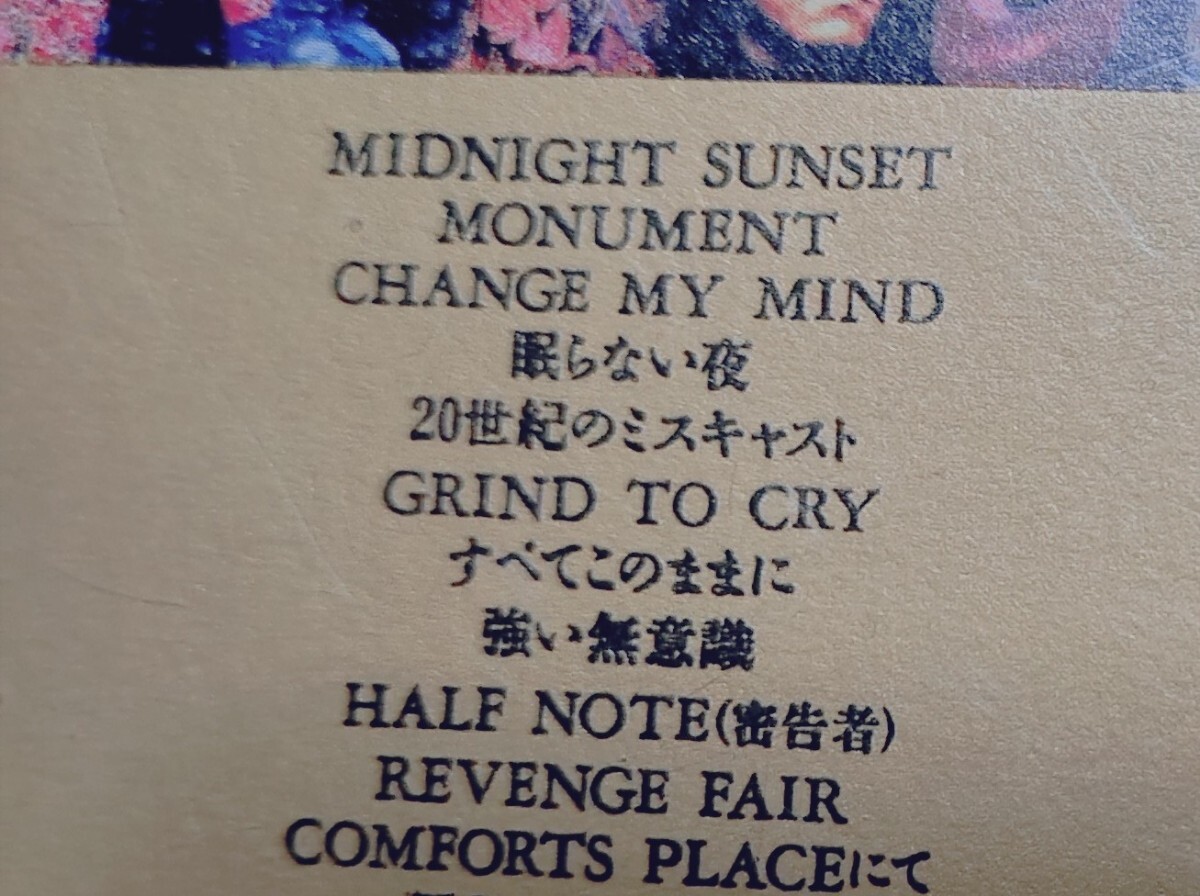 MIDNIGHT SUNSET
MONUMENT
CHANGE MY MIND
眠らない夜
20世紀のミスキャスト
GRIND TO CRY
すべてこのままに
強い無意識
HALF NOTE(密告者)
REVENGE FAIR
COMFORTS PLACEにて